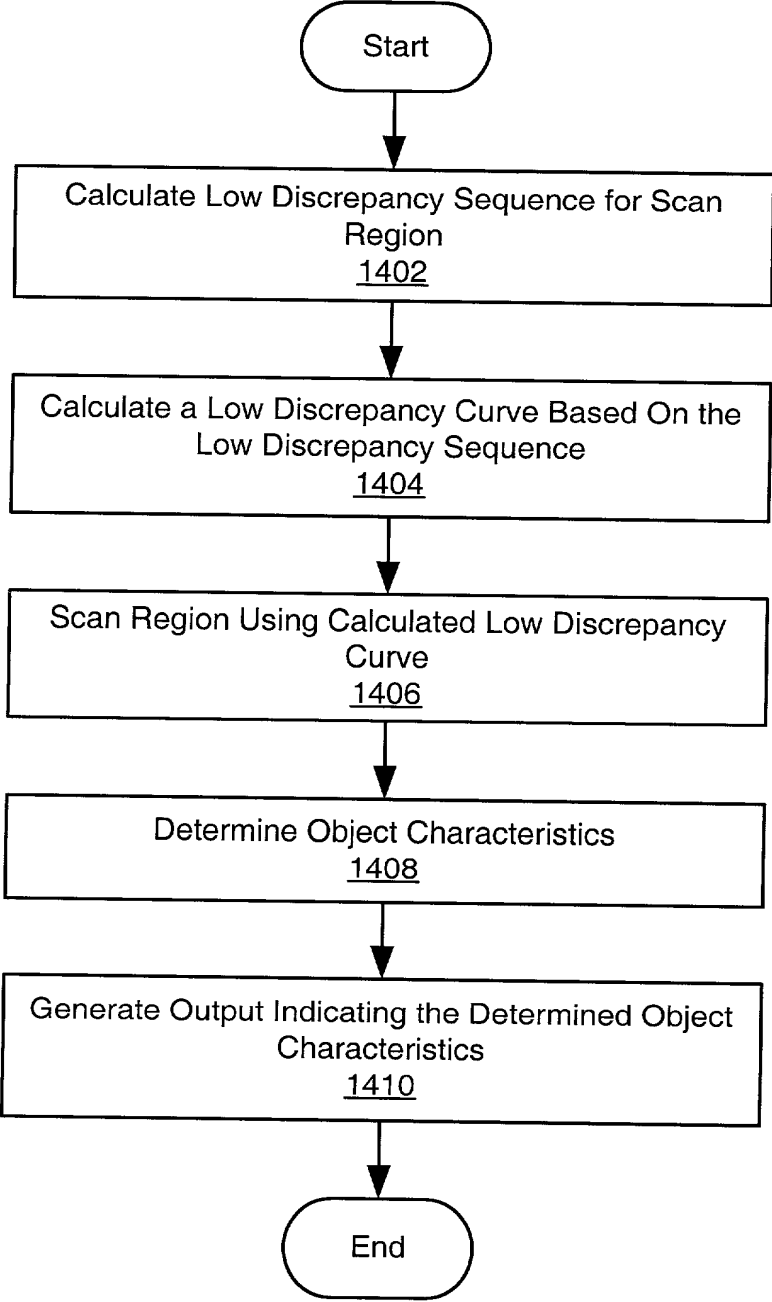 Start
Calculate Low Discrepancy Sequence for Scan
Region
1402
Calculate a Low Discrepancy Curve Based On the
Low Discrepancy Sequence
1404
Scan Region Using Calculated Low Discrepancy
Curve
1406
Determine Object Characteristics
1408
Generate Output Indicating the Determined Object
Characteristics
1410
End